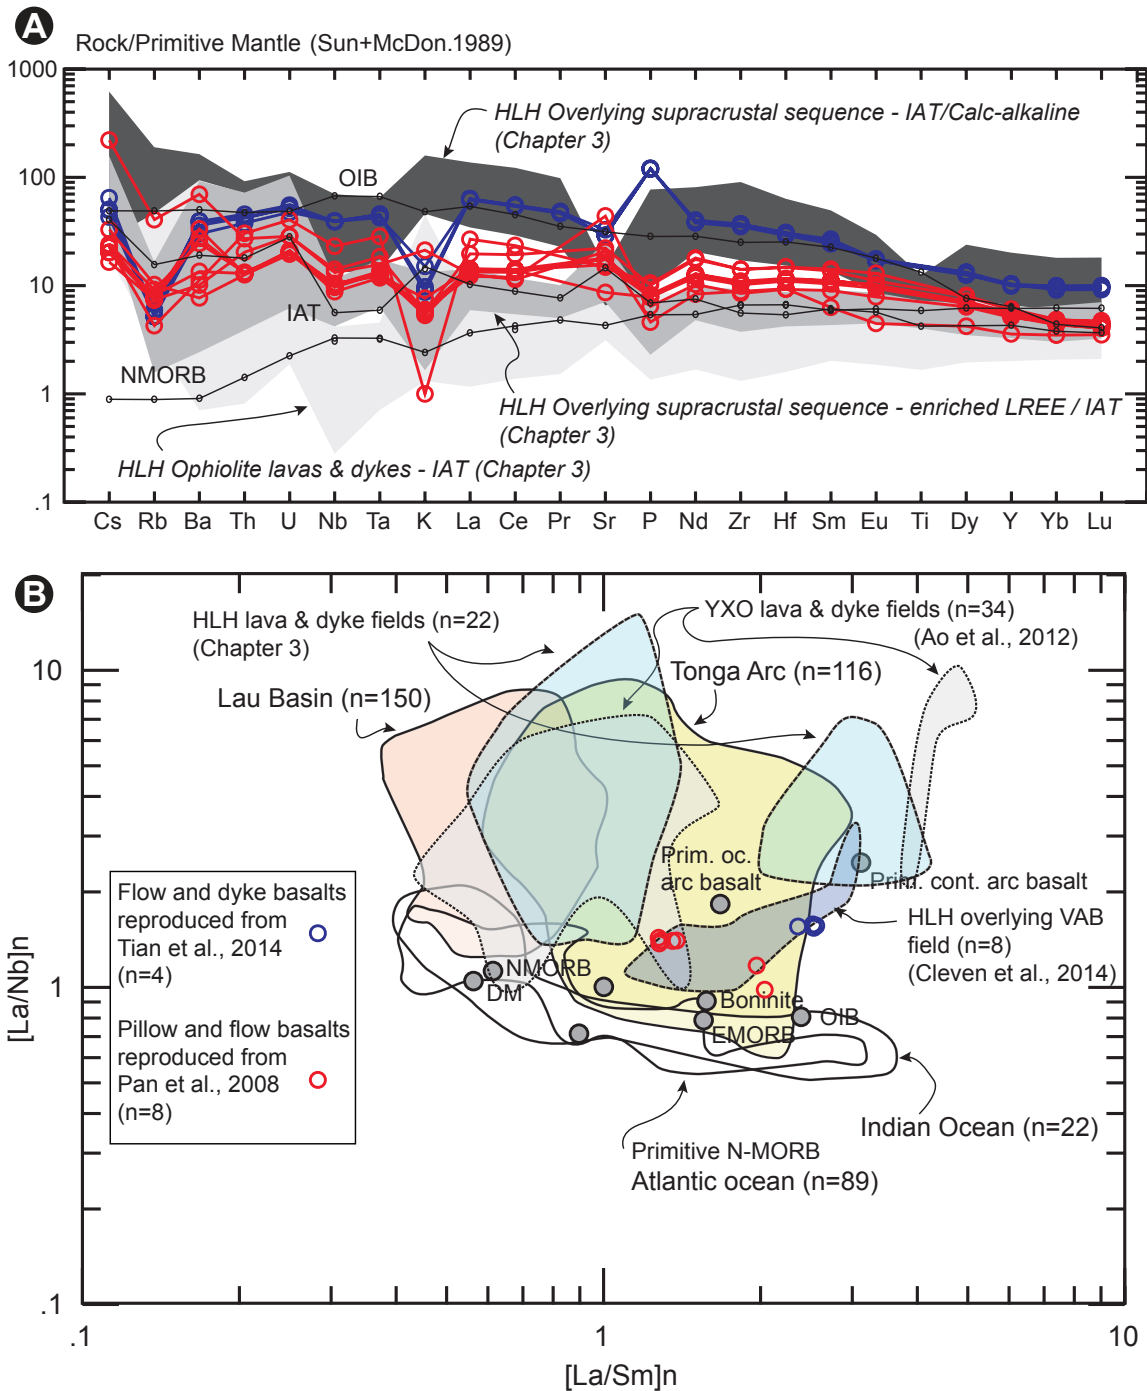 A
Rock/Primitive Mantle (Sun+McDon.1989)
1000
100
10
1
.1
HLH Overlying supracrustal sequence - IAT/Calc-alkaline
(Chapter 3)
OIB
IAT
NMORB
HLH Overlying supracrustal sequence - enriched LREE / IAT
(Chapter 3)
HLH Ophiolite lavas & dykes - IAT (Chapter 3)
Cs Rb Ba Th U Nb Ta K La Ce Pr Sr P Nd Zr Hf Sm Eu Ti Dy Y Yb Lu
B
HLH lava & dyke fields (n=22)
(Chapter 3)
YXO lava & dyke fields (n=34)
(Ao et al., 2012)
Lau Basin (n=150)
Tonga Arc (n=116)
10
1
.1
[La/Nb]n
Prim. oc.
arc basalt
Prim. cont. arc basalt
HLH overlying VAB
field (n=8)
(Cleven et al., 2014)
Flow and dyke basalts
reproduced from
Tian et al., 2014
(n=4)
Pillow and flow basalts
reproduced from
Pan et al., 2008
(n=8)
NMORB
DM
Boninite
EMORB
OIB
Indian Ocean (n=22)
Primitive N-MORB
Atlantic ocean (n=89)
.1 1 10
[La/Sm]n